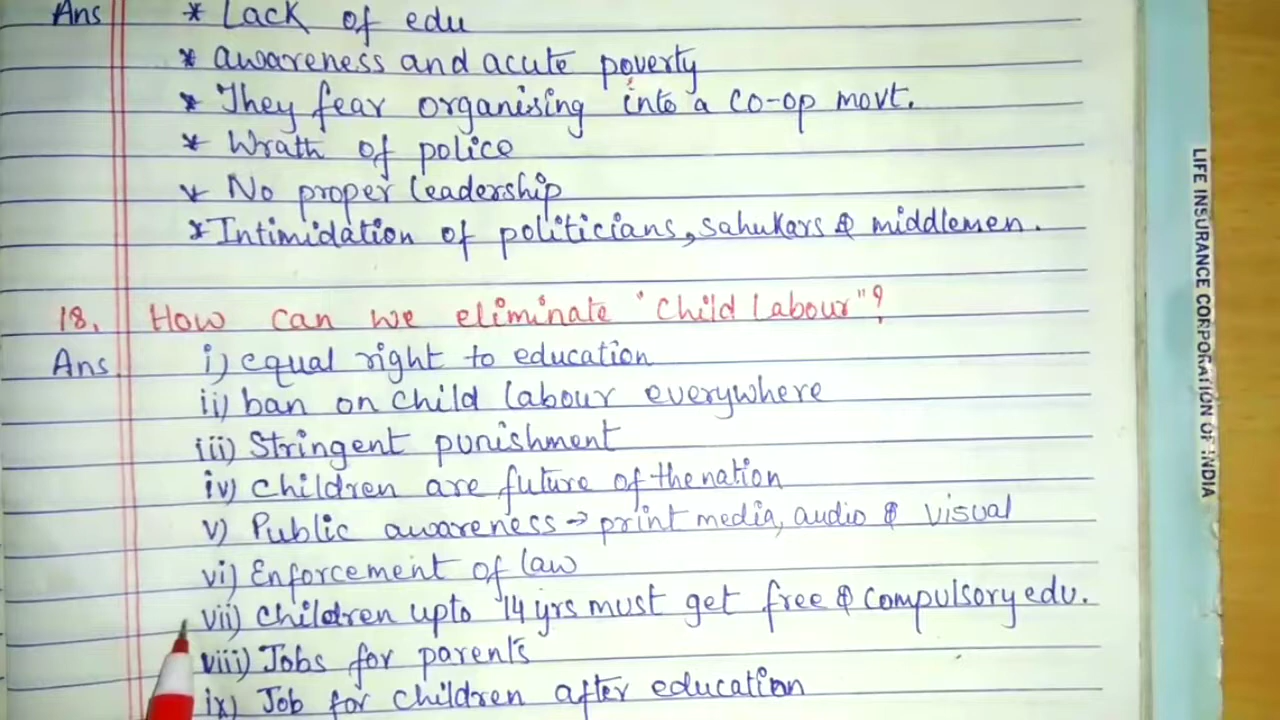 Ans * Lack of edu
* awareness and acute poverty
* They fear organising into a co-op movt.
* Wrath of police
* No proper leadership
* Intimidation of politicians, sahukars & middlemen.
18. How can we eliminate "Child Labour"?
Ans i) equal right to education
ii) ban on child labour everywhere
iii) Stringent punishment
iv) children are future of the nation
v) Public awareness → print media, audio & visual
vi) Enforcement of law
vii) children upto 14 yrs must get free & compulsory edu.
viii) Jobs for parent's
ix) Job for children after education
LIFE INSURANCE CORPORATION OF INDIA